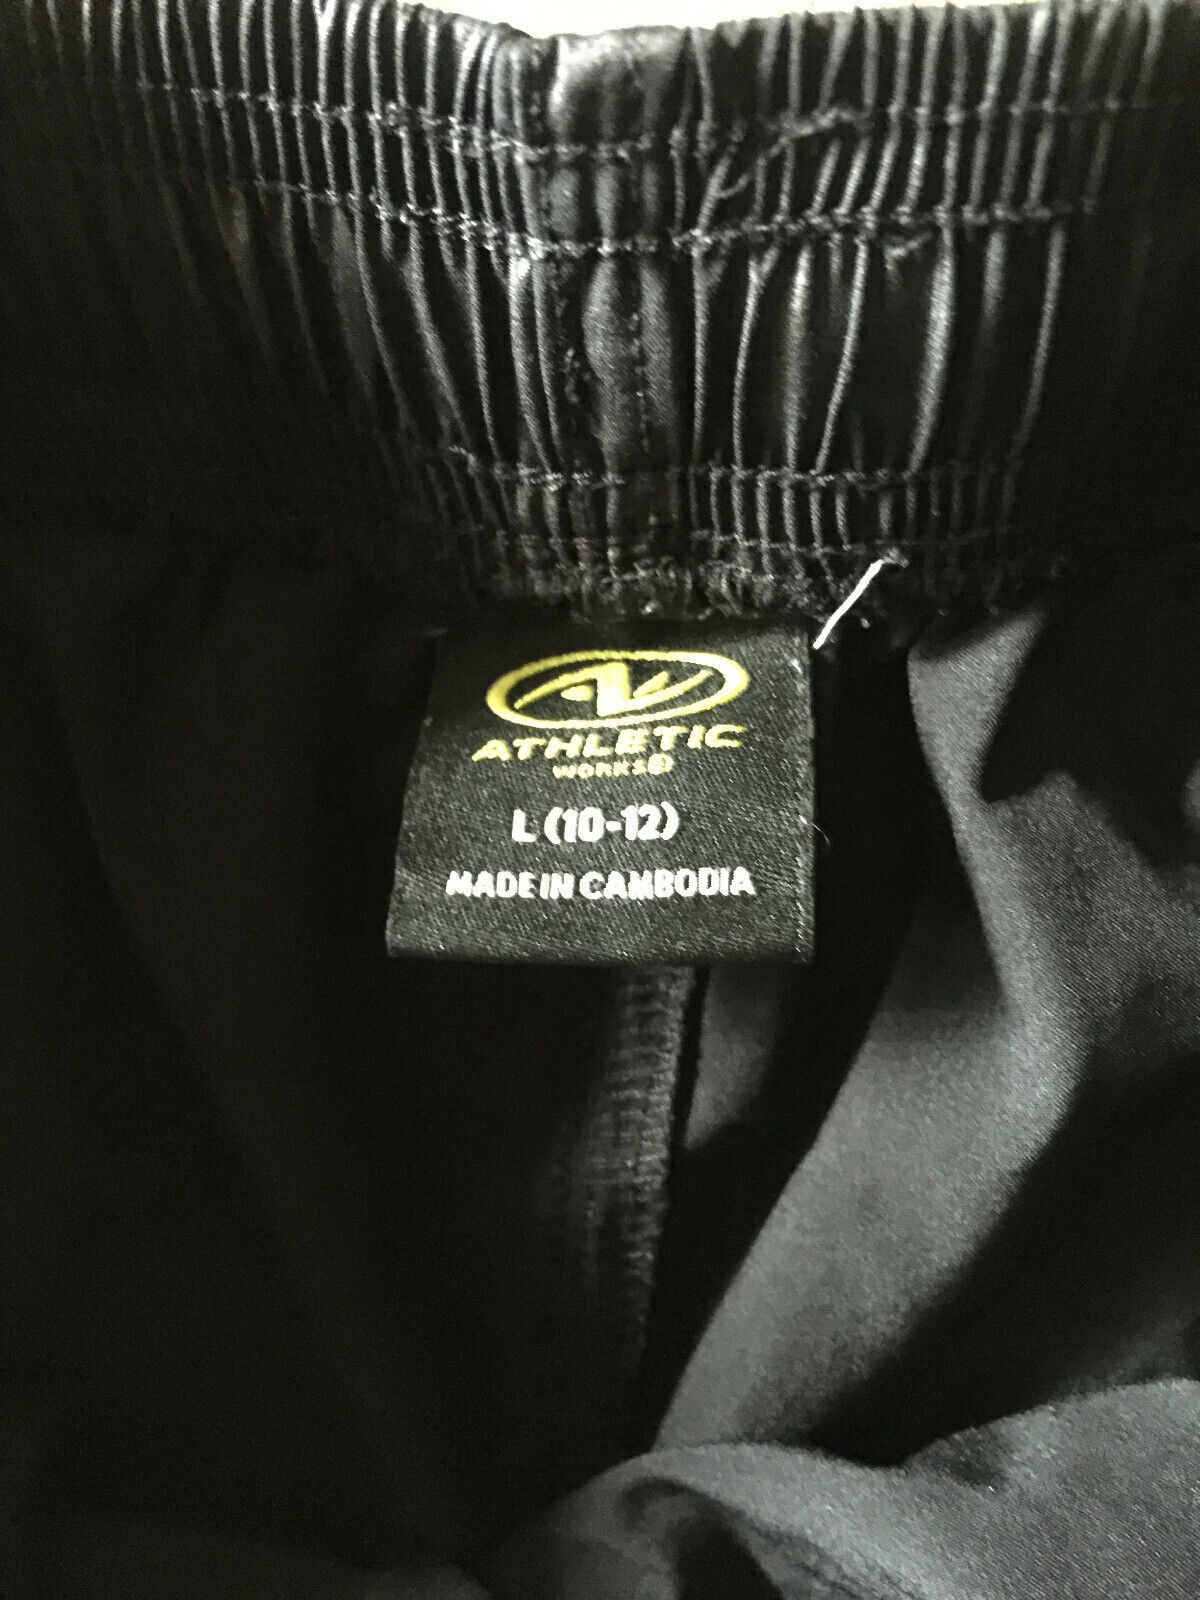 ATHLETIC
WORKS®
L (10-12)
MADE IN CAMBODIA